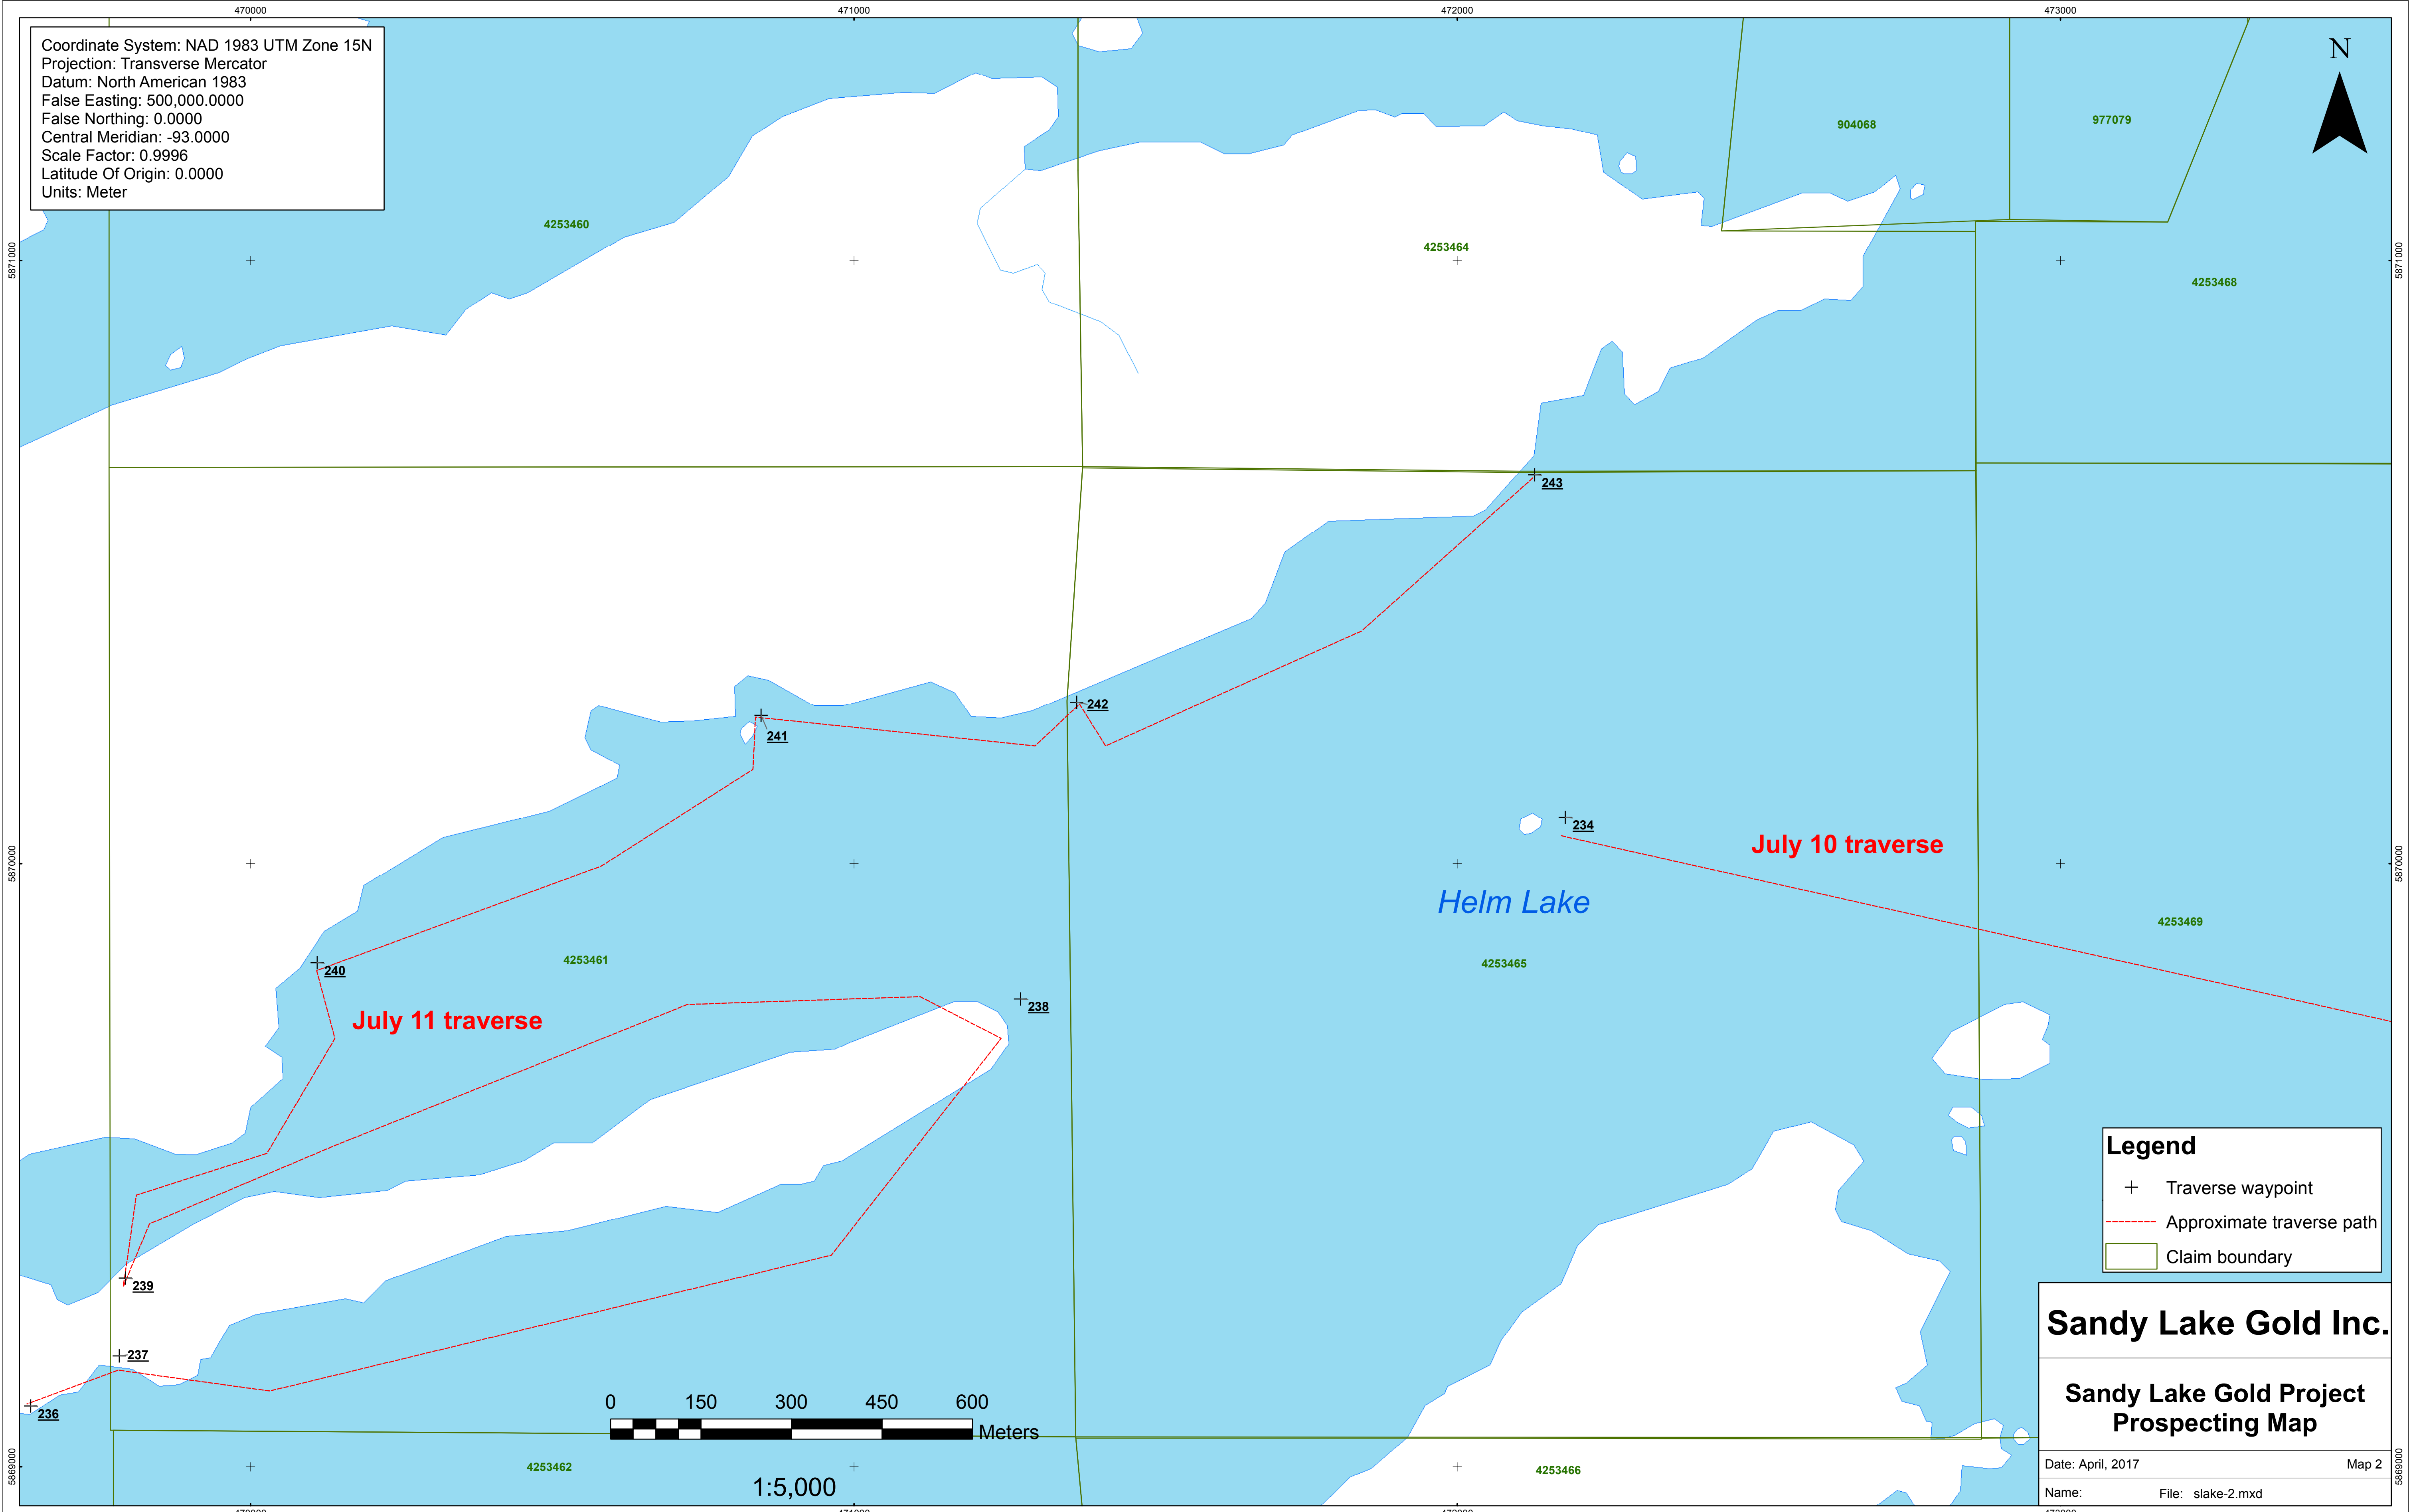 470000
471000
472000
473000
Coordinate System: NAD 1983 UTM Zone 15N
Projection: Transverse Mercator
Datum: North American 1983
False Easting: 500,000.0000
False Northing: 0.0000
Central Meridian: -93.0000
Scale Factor: 0.9996
Latitude Of Origin: 0.0000
Units: Meter
N
904068
977079
4253460
4253464
4253468
5871000
5871000
243
242
241
234
July 10 traverse
5870000
5870000
Helm Lake
4253469
4253461
4253465
240
238
July 11 traverse
Legend
Traverse waypoint
Approximate traverse path
Claim boundary
239
237
236
Sandy Lake Gold Inc.
Sandy Lake Gold Project
Prospecting Map
0 150 300 450 600
Meters
1:5,000
4253462
4253466
5869000
5869000
Date: April, 2017 Map 2
Name: File: slake-2.mxd